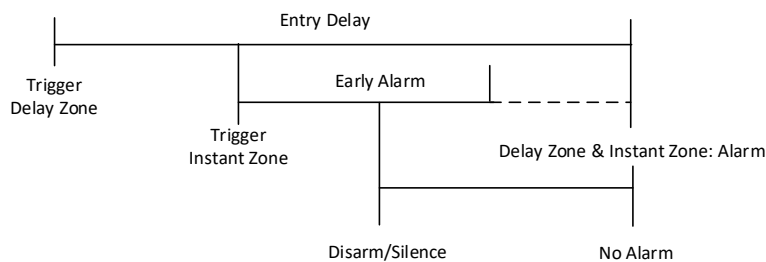 Entry Delay
Trigger
Delay Zone
Early Alarm
Trigger
Instant Zone
Delay Zone & Instant Zone: Alarm
Disarm/Silence
No Alarm